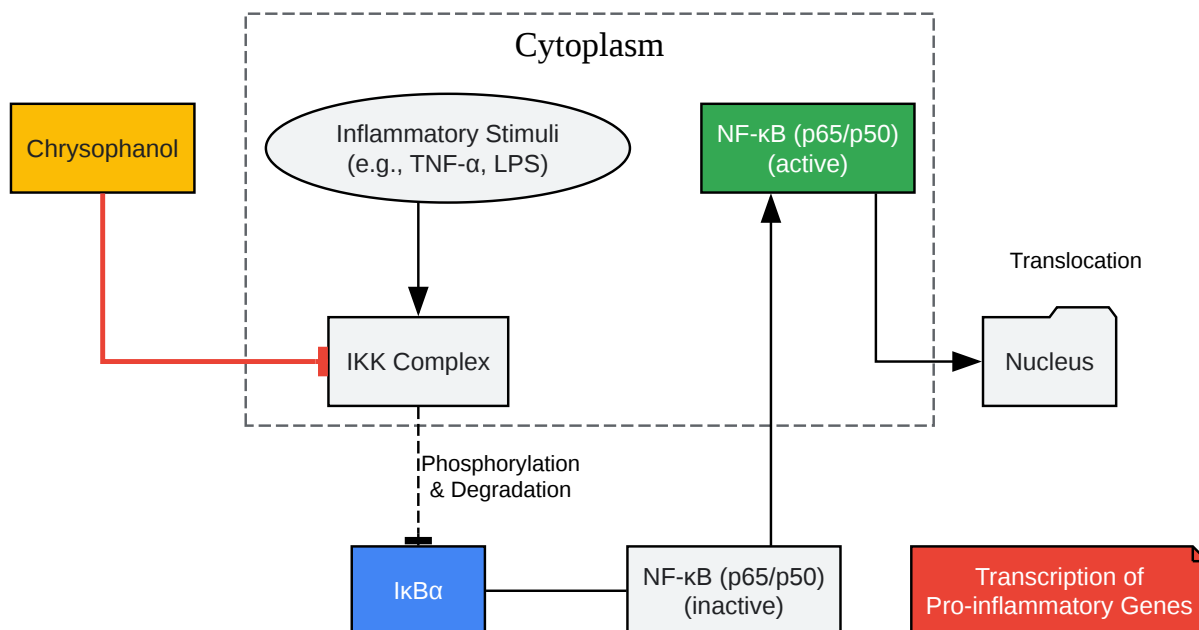 Cytoplasm
Chrysophanol
Inflammatory Stimuli
(e.g., TNF-α, LPS)
NF-κB (p65/p50)
(active)
Translocation
IKK Complex
Nucleus
Phosphorylation
& Degradation
IκBα
NF-κB (p65/p50)
(inactive)
Transcription of
Pro-inflammatory Genes